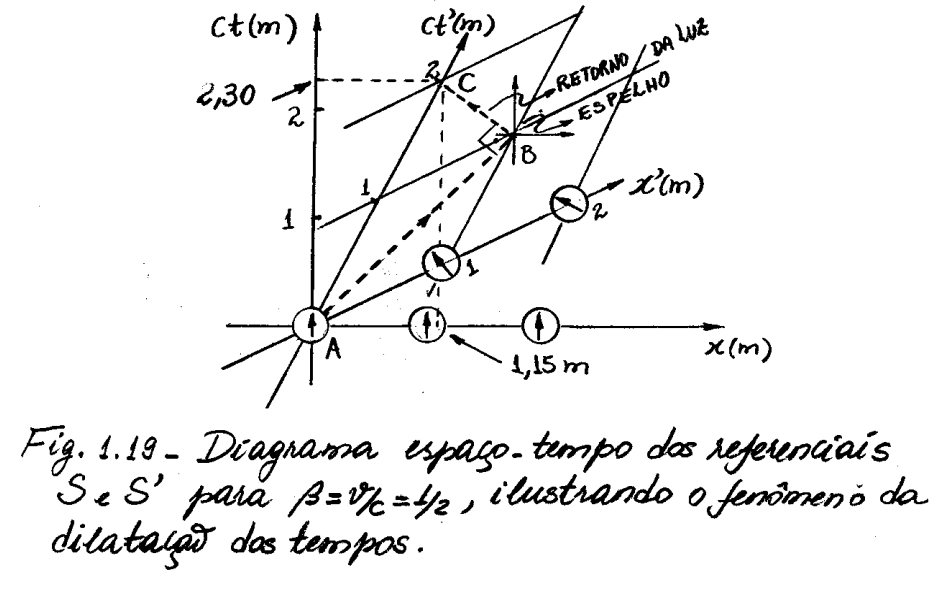 ct(m)
ct'(m)
2
C
RETORNO DA LUZ
ESPELHO
2,30
2
B
1
x'(m)
2
1
1
A
1,15 m
x(m)
Fig. 1.19 - Diagrama espaço-tempo dos referenciais
S e S' para β = v/c = 1/2, ilustrando o fenômeno da
dilatação dos tempos.